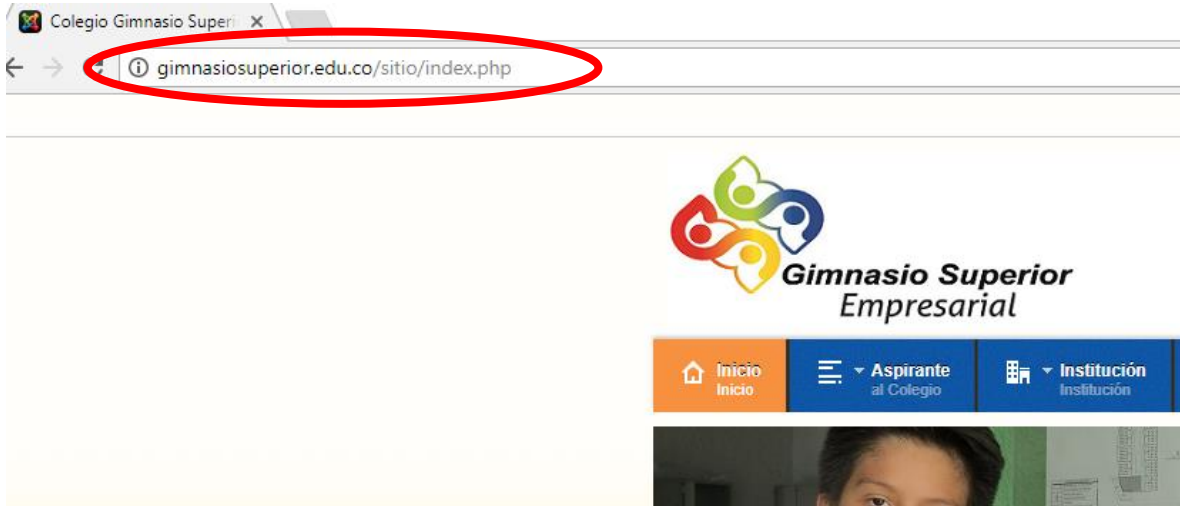 Colegio Gimnasio Superi
gimnasiosuperior.edu.co/sitio/index.php
Gimnasio Superior
Empresarial
Inicio
Inicio
Aspirante
al Colegio
Institución
Institución